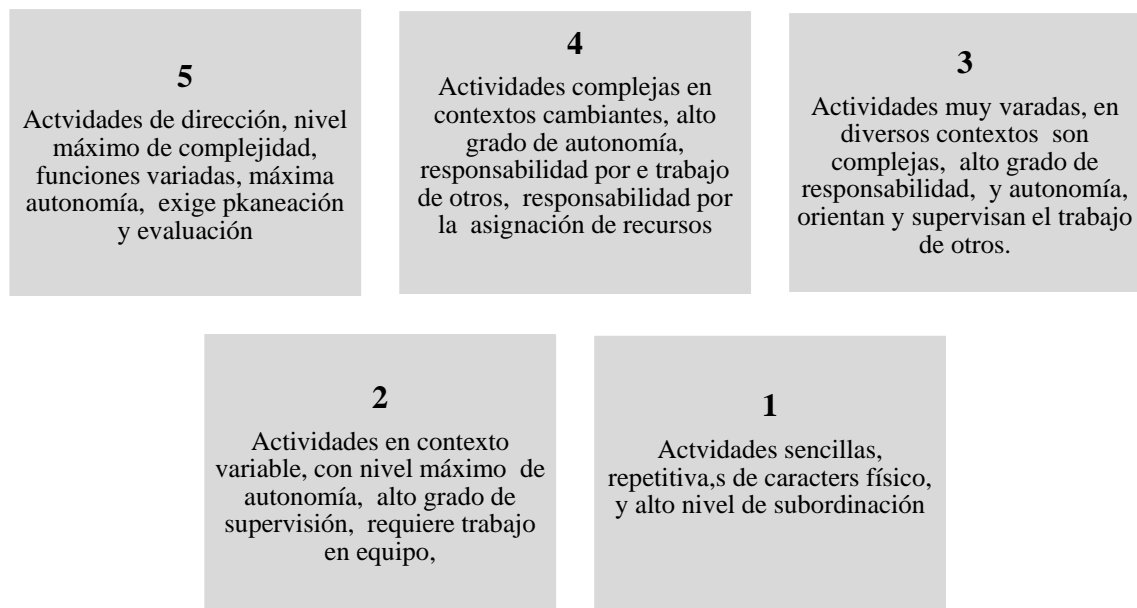 5
Actvidades de dirección, nivel
máximo de complejidad,
funciones variadas, máxima
autonomía, exige pkaneación
y evaluación
4
Actividades complejas en
contextos cambiantes, alto
grado de autonomía,
responsabilidad por e trabajo
de otros, responsabilidad por
la asignación de recursos
3
Actividades muy varadas, en
diversos contextos son
complejas, alto grado de
responsabilidad, y autonomía,
orientan y supervisan el trabajo
de otros.
2
Actividades en contexto
variable, con nivel máximo de
autonomía, alto grado de
supervisión, requiere trabajo
en equipo,
1
Actvidades sencillas,
repetitiva,s de caracters físico,
y alto nivel de subordinación